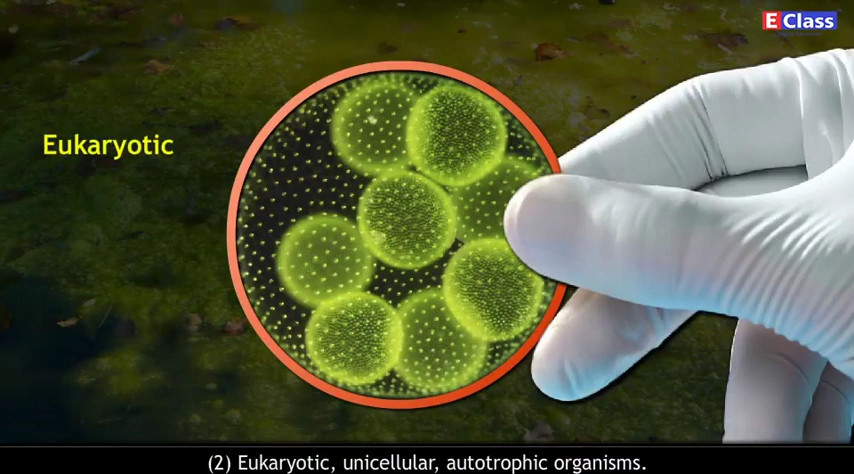 E Class
Eukaryotic
(2) Eukaryotic, unicellular, autotrophic organisms.